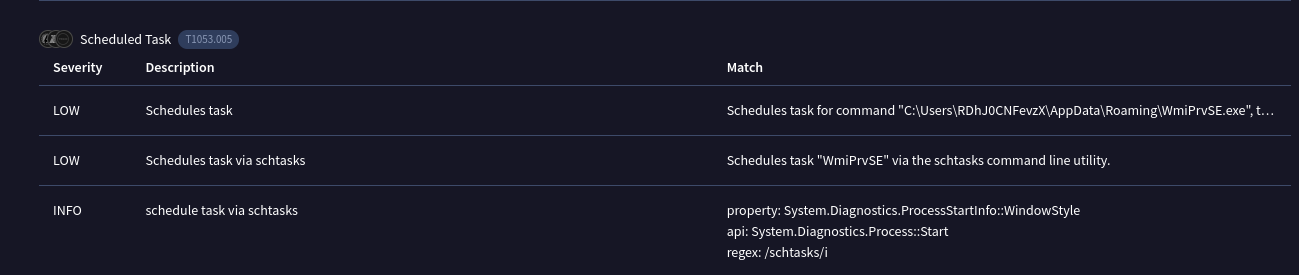 Scheduled Task T1053.005
Severity Description Match
LOW Schedules task Schedules task for command "C:\Users\RDhJ0CNFevzX\AppData\Roaming\WmiPrvSE.exe", t...
LOW Schedules task via schtasks Schedules task "WmiPrvSE" via the schtasks command line utility.
INFO schedule task via schtasks property: System.Diagnostics.ProcessStartInfo::WindowStyle
api: System.Diagnostics.Process::Start
regex: /schtasks/i